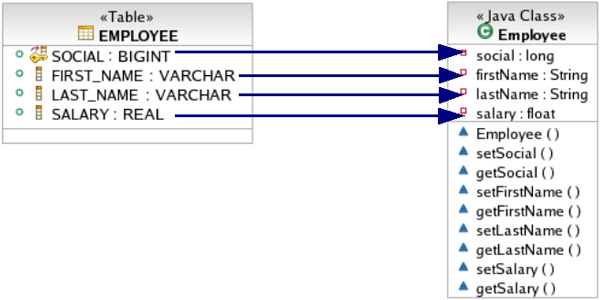 «Table»
EMPLOYEE
SOCIAL : BIGINT
FIRST_NAME : VARCHAR
LAST_NAME : VARCHAR
SALARY : REAL
« Java Class»
Employee
social : long
firstName : String
lastName : String
salary : float
Employee ( )
setSocial ( )
getSocial ( )
setFirstName ( )
getFirstName ( )
setLastName ( )
getLastName ( )
setSalary ( )
getSalary ( )